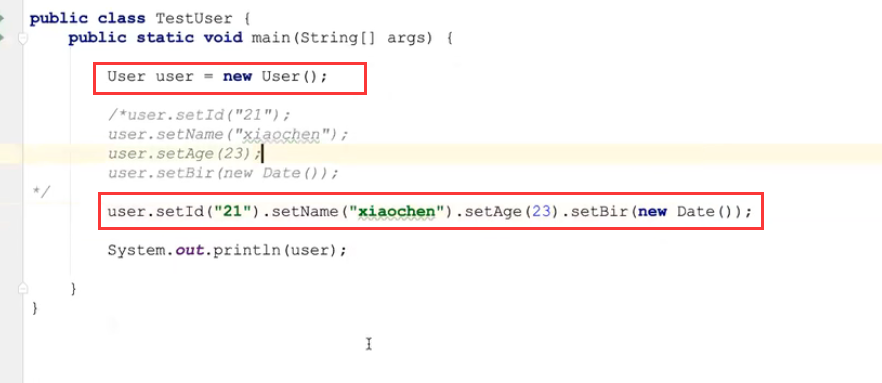 public class TestUser {
public static void main(String[] args) {
User user = new User();
/*user.setId("21");
user.setName("xiaochen");
user.setAge(23);
user.setBir(new Date());
*/
user.setId("21").setName("xiaochen").setAge(23).setBir(new Date());
System.out.println(user);
}
}